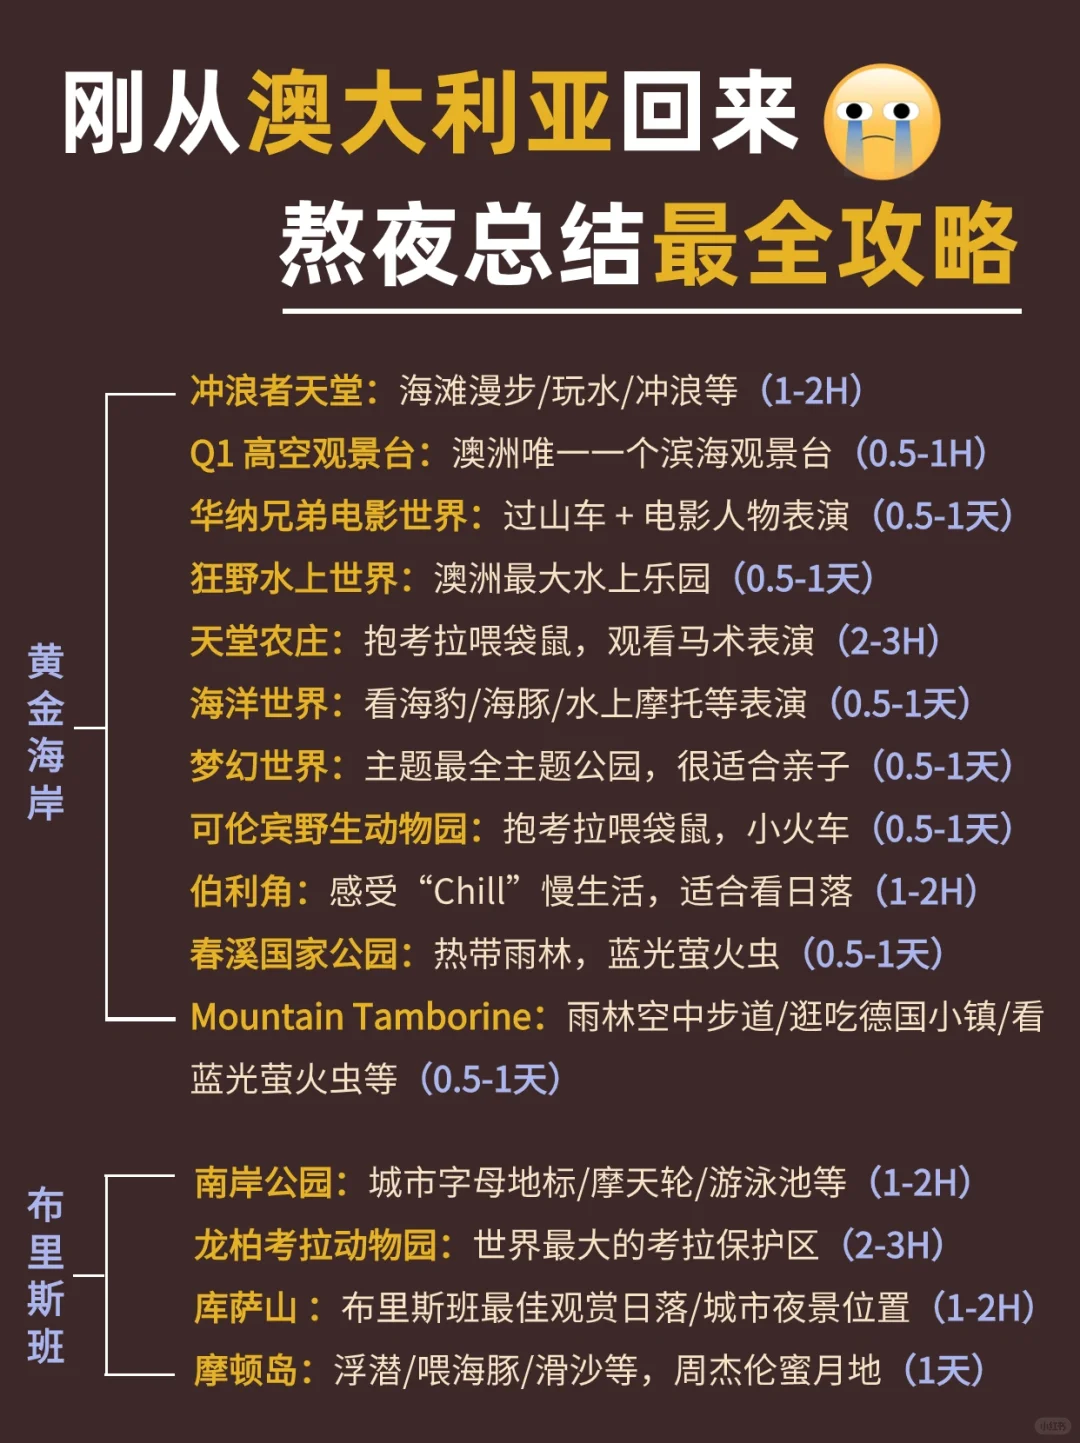 刚从澳大利亚回来
熬夜总结最全攻略
黄金海岸
冲浪者天堂：海滩漫步/玩水/冲浪等（1-2H）
Q1 高空观景台：澳洲唯一一个滨海观景台（0.5-1H）
华纳兄弟电影世界：过山车 + 电影人物表演（0.5-1天）
狂野水上世界：澳洲最大水上乐园（0.5-1天）
天堂农庄：抱考拉喂袋鼠，观看马术表演（2-3H）
海洋世界：看海豹/海豚/水上摩托等表演（0.5-1天）
梦幻世界：主题最全主题公园，很适合亲子（0.5-1天）
可伦宾野生动物园：抱考拉喂袋鼠，小火车（0.5-1天）
伯利角：感受“Chill”慢生活，适合看日落（1-2H）
春溪国家公园：热带雨林，蓝光萤火虫（0.5-1天）
Mountain Tamborine：雨林空中步道/逛吃德国小镇/看
蓝光萤火虫等（0.5-1天）
布里斯班
南岸公园：城市字母地标/摩天轮/游泳池等（1-2H）
龙柏考拉动物园：世界最大的考拉保护区（2-3H）
库萨山 ：布里斯班最佳观赏日落/城市夜景位置（1-2H）
摩顿岛：浮潜/喂海豚/滑沙等，周杰伦蜜月地（1天）
小红书